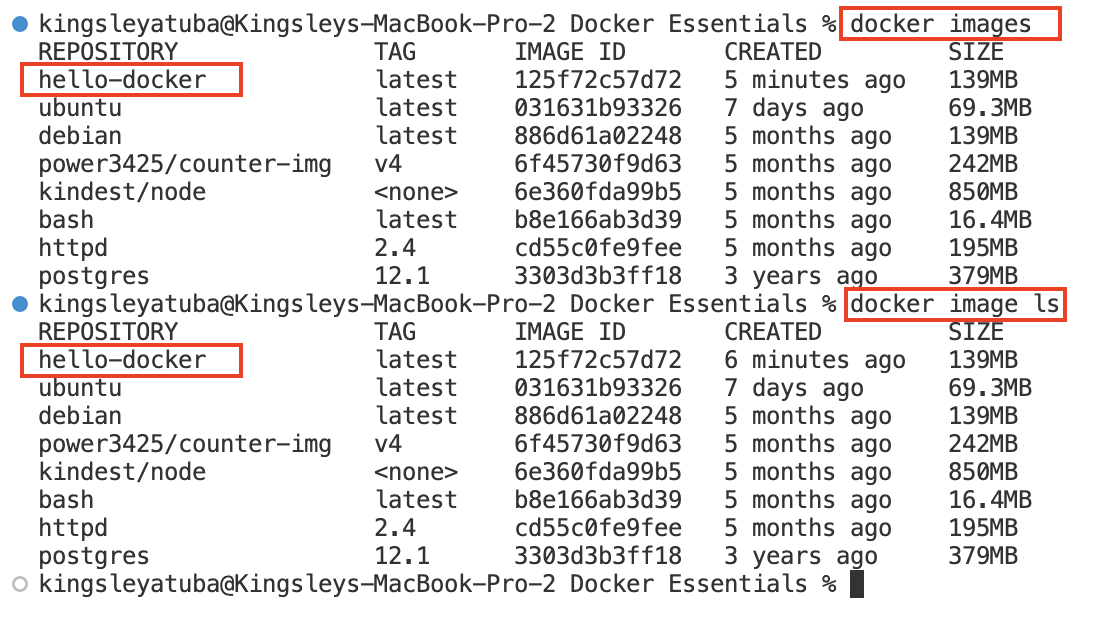 kingsleyatuba@Kingsleys-MacBook-Pro-2 Docker Essentials % docker images
REPOSITORY TAG IMAGE ID CREATED SIZE
hello-docker latest 125f72c57d72 5 minutes ago 139MB
ubuntu latest 031631b93326 7 days ago 69.3MB
debian latest 886d61a02248 5 months ago 139MB
power3425/counter-img v4 6f45730f9d63 5 months ago 242MB
kindest/node <none> 6e360fda99b5 5 months ago 850MB
bash latest b8e166ab3d39 5 months ago 16.4MB
httpd 2.4 cd55c0fe9fee 5 months ago 195MB
postgres 12.1 3303d3b3ff18 3 years ago 379MB
kingsleyatuba@Kingsleys-MacBook-Pro-2 Docker Essentials % docker image ls
REPOSITORY TAG IMAGE ID CREATED SIZE
hello-docker latest 125f72c57d72 6 minutes ago 139MB
ubuntu latest 031631b93326 7 days ago 69.3MB
debian latest 886d61a02248 5 months ago 139MB
power3425/counter-img v4 6f45730f9d63 5 months ago 242MB
kindest/node <none> 6e360fda99b5 5 months ago 850MB
bash latest b8e166ab3d39 5 months ago 16.4MB
httpd 2.4 cd55c0fe9fee 5 months ago 195MB
postgres 12.1 3303d3b3ff18 3 years ago 379MB
kingsleyatuba@Kingsleys-MacBook-Pro-2 Docker Essentials %